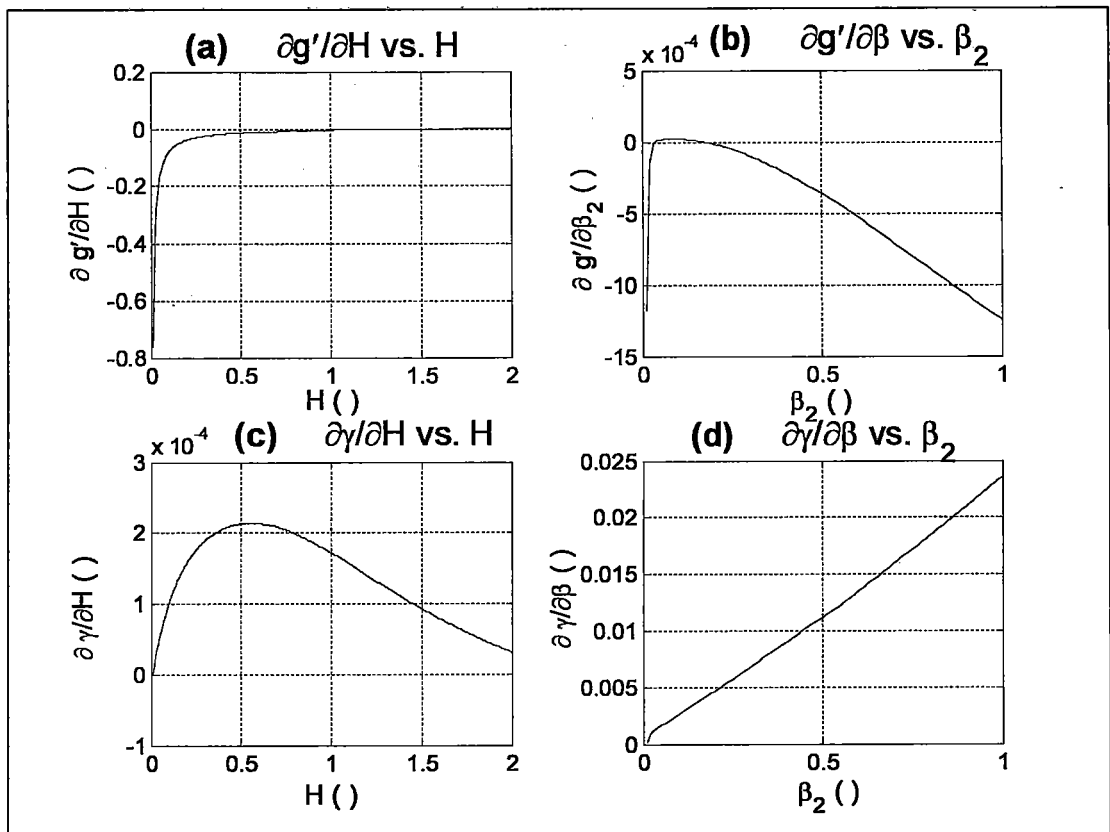 (a) ∂g′/∂H vs. H
0.2
0
-0.2
-0.4
-0.6
-0.8
∂ g′/∂H ( )
0 0.5 1 1.5 2
H ( )
x 10⁻⁴ (b) ∂g′/∂β vs. β₂
5
0
-5
-10
-15
∂ g′/∂β₂ ( )
0 0.5 1
β₂ ( )
x 10⁻⁴ (c) ∂γ/∂H vs. H
3
2
1
0
-1
∂ γ/∂H ( )
0 0.5 1 1.5 2
H ( )
(d) ∂γ/∂β vs. β₂
0.025
0.02
0.015
0.01
0.005
0
∂ γ/∂β ( )
0 0.5 1
β₂ ( )